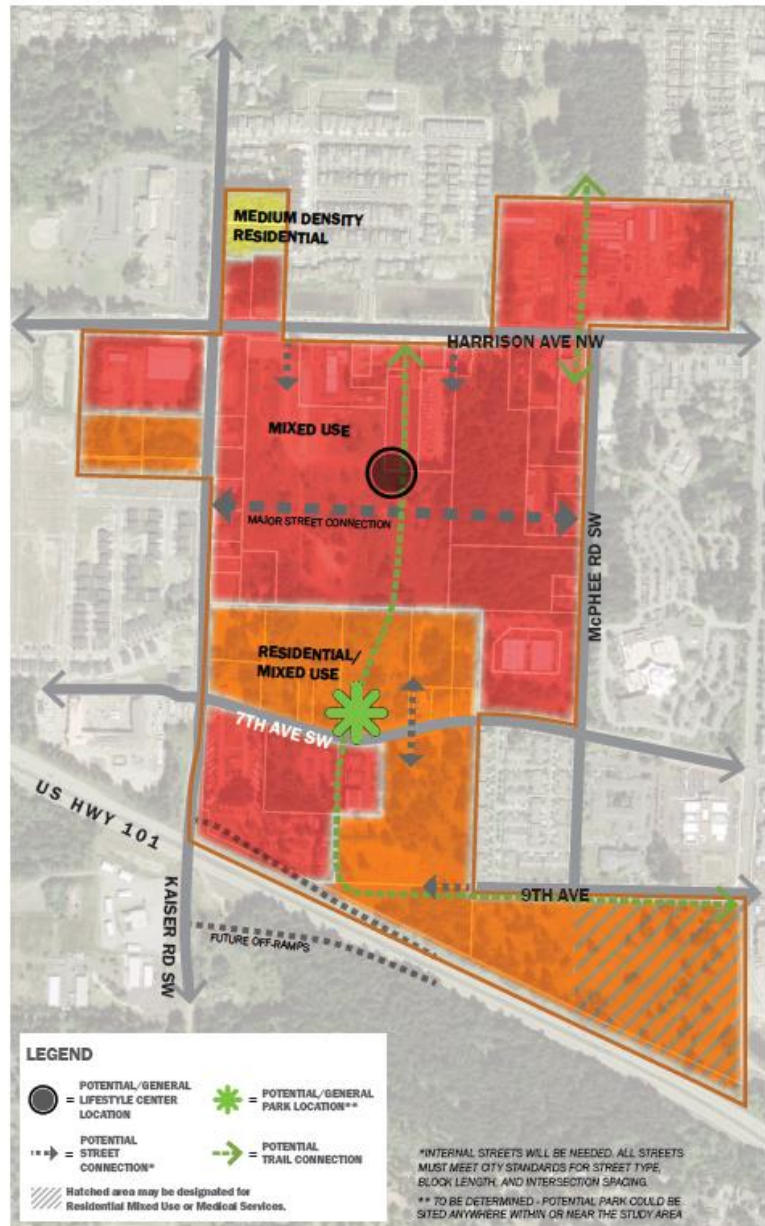 MEDIUM DENSITY
RESIDENTIAL
HARRISON AVE NW
MIXED USE
MAJOR STREET CONNECTION
McPHEE RD SW
RESIDENTIAL/
MIXED USE
7TH AVE SW
US HWY 101
KAISER RD SW
9TH AVE
FUTURE OFF-RAMPS
LEGEND
= POTENTIAL/GENERAL
LIFESTYLE CENTER
LOCATION
= POTENTIAL/GENERAL
PARK LOCATION**
= POTENTIAL
STREET
CONNECTION*
= POTENTIAL
TRAIL CONNECTION
Hatched area may be designated for
Residential Mixed Use or Medical Services.
*INTERNAL STREETS WILL BE NEEDED. ALL STREETS
MUST MEET CITY STANDARDS FOR STREET TYPE,
BLOCK LENGTH, AND INTERSECTION SPACING.
** TO BE DETERMINED - POTENTIAL PARK COULD BE
SITED ANYWHERE WITHIN OR NEAR THE STUDY AREA